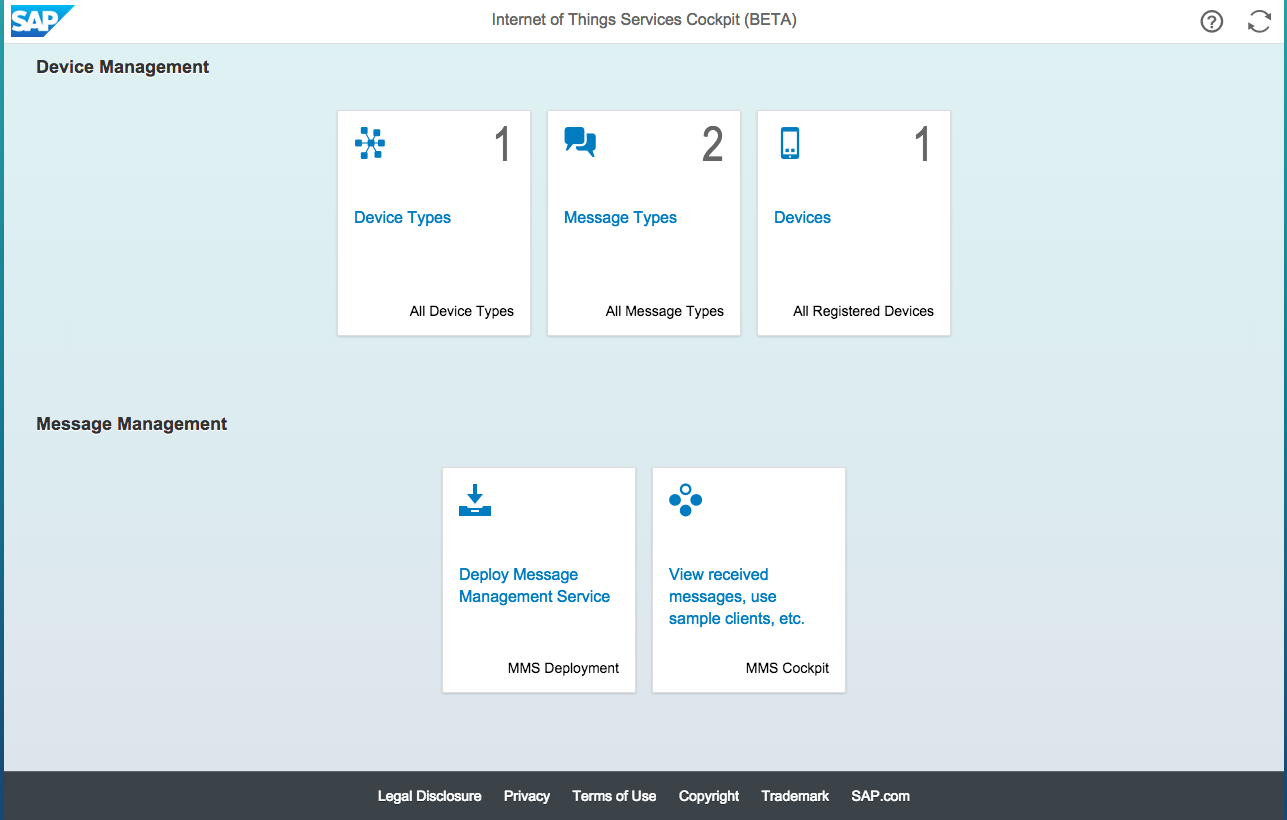 SAP
Internet of Things Services Cockpit (BETA)
Device Management
1
Device Types
All Device Types
2
Message Types
All Message Types
1
Devices
All Registered Devices
Message Management
Deploy Message
Management Service
MMS Deployment
View received
messages, use
sample clients, etc.
MMS Cockpit
Legal Disclosure Privacy Terms of Use Copyright Trademark SAP.com